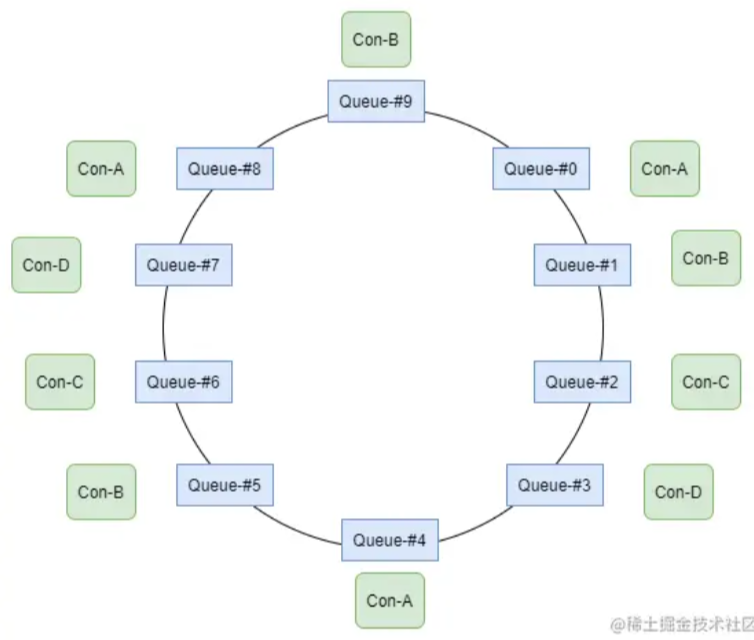 Con-B
Queue-#9
Con-A
Queue-#8
Queue-#0
Con-A
Con-D
Queue-#7
Queue-#1
Con-B
Con-C
Queue-#6
Queue-#2
Con-C
Con-B
Queue-#5
Queue-#3
Con-D
Queue-#4
Con-A
@稀土掘金技术社区